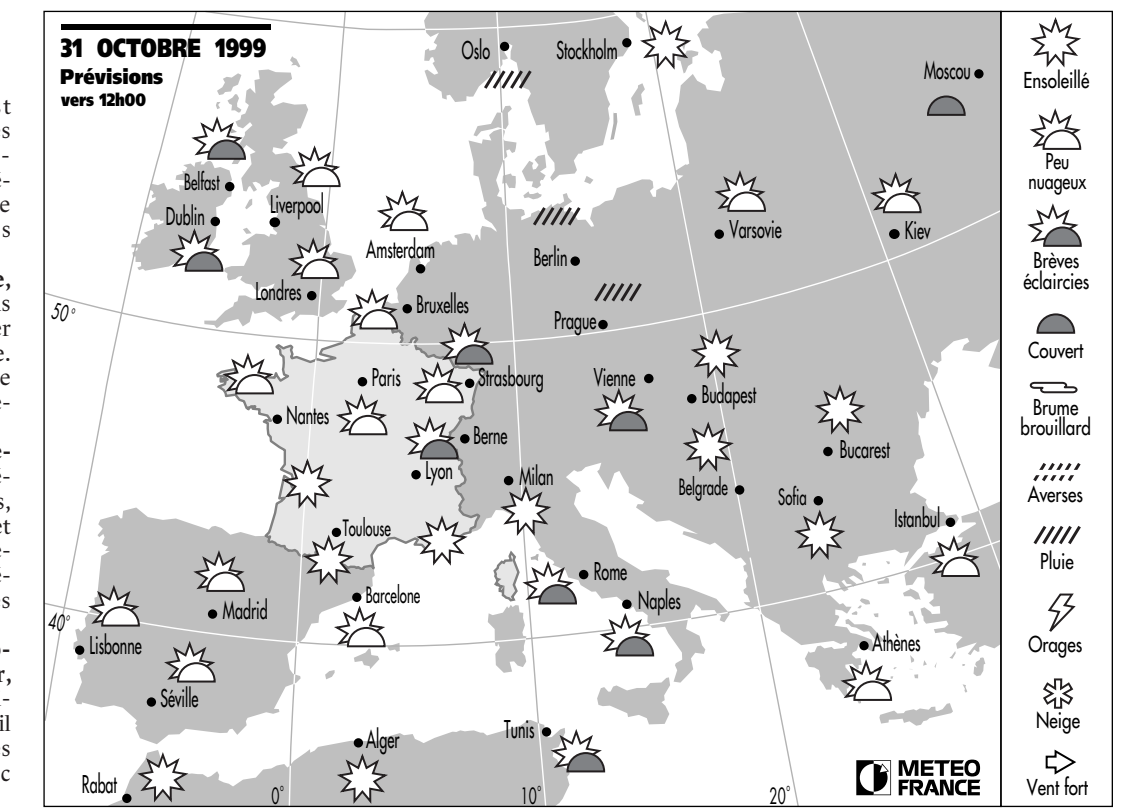 31 OCTOBRE 1999
Prévisions
vers 12h00
Oslo
Stockholm
Moscou
Belfast
Dublin
Liverpool
Amsterdam
Londres
Bruxelles
Berlin
Prague
Varsovie
Kiev
50°
Paris
Strasbourg
Nantes
Berne
Lyon
Milan
Toulouse
Vienne
Budapest
Bucarest
Belgrade
Sofia
Istanbul
Barcelone
Rome
Naples
Madrid
40°
Lisbonne
Séville
Athènes
Alger
Tunis
Rabat
0°
10°
20°
METEO
FRANCE
Ensoleillé
Peu
nuageux
Brèves
éclaircies
Couvert
Brume
brouillard
Averses
Pluie
Orages
Neige
Vent fort